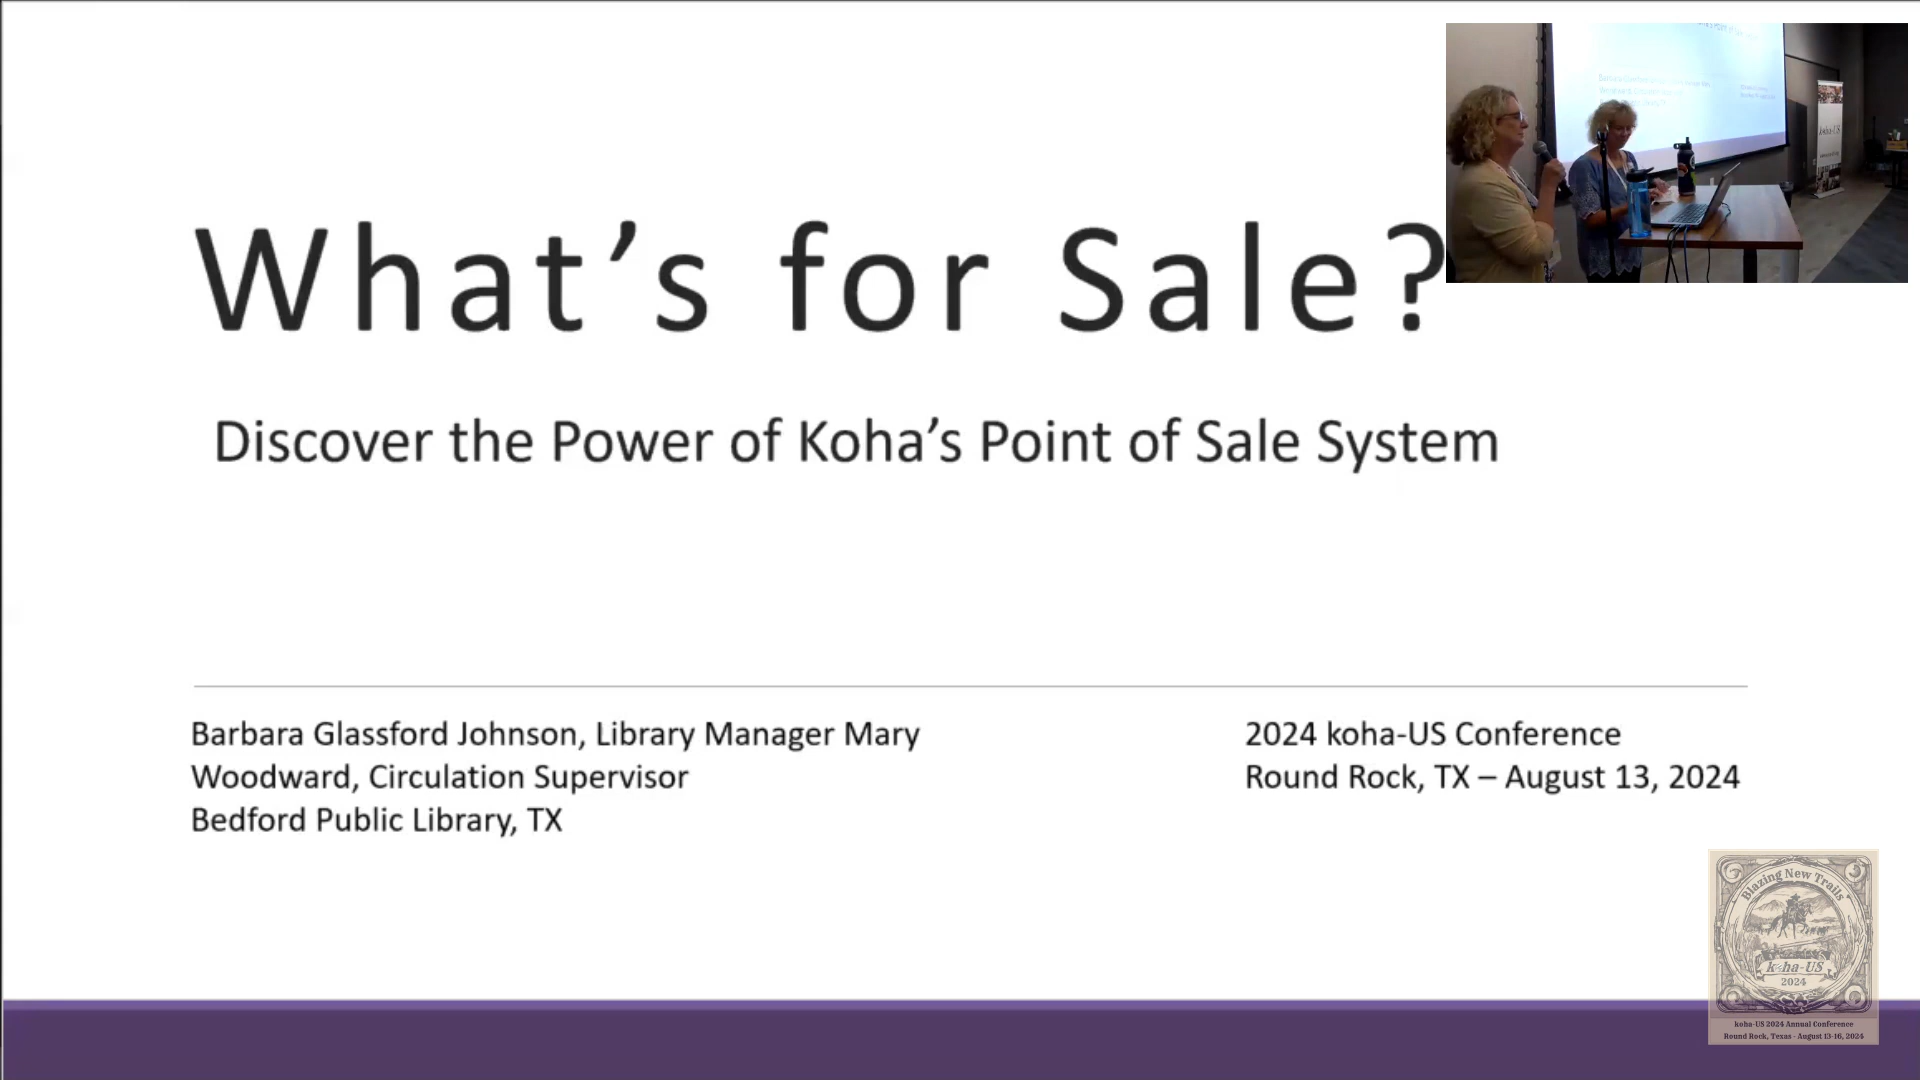 What’s for Sale?
Discover the Power of Koha’s Point of Sale System
Barbara Glassford Johnson, Library Manager Mary
Woodward, Circulation Supervisor
Bedford Public Library, TX
2024 koha-US Conference
Round Rock, TX – August 13, 2024
Blazing New Trails
koha-US
2024
koha-US 2024 Annual Conference
Round Rock, Texas - August 13-16, 2024
koha-US